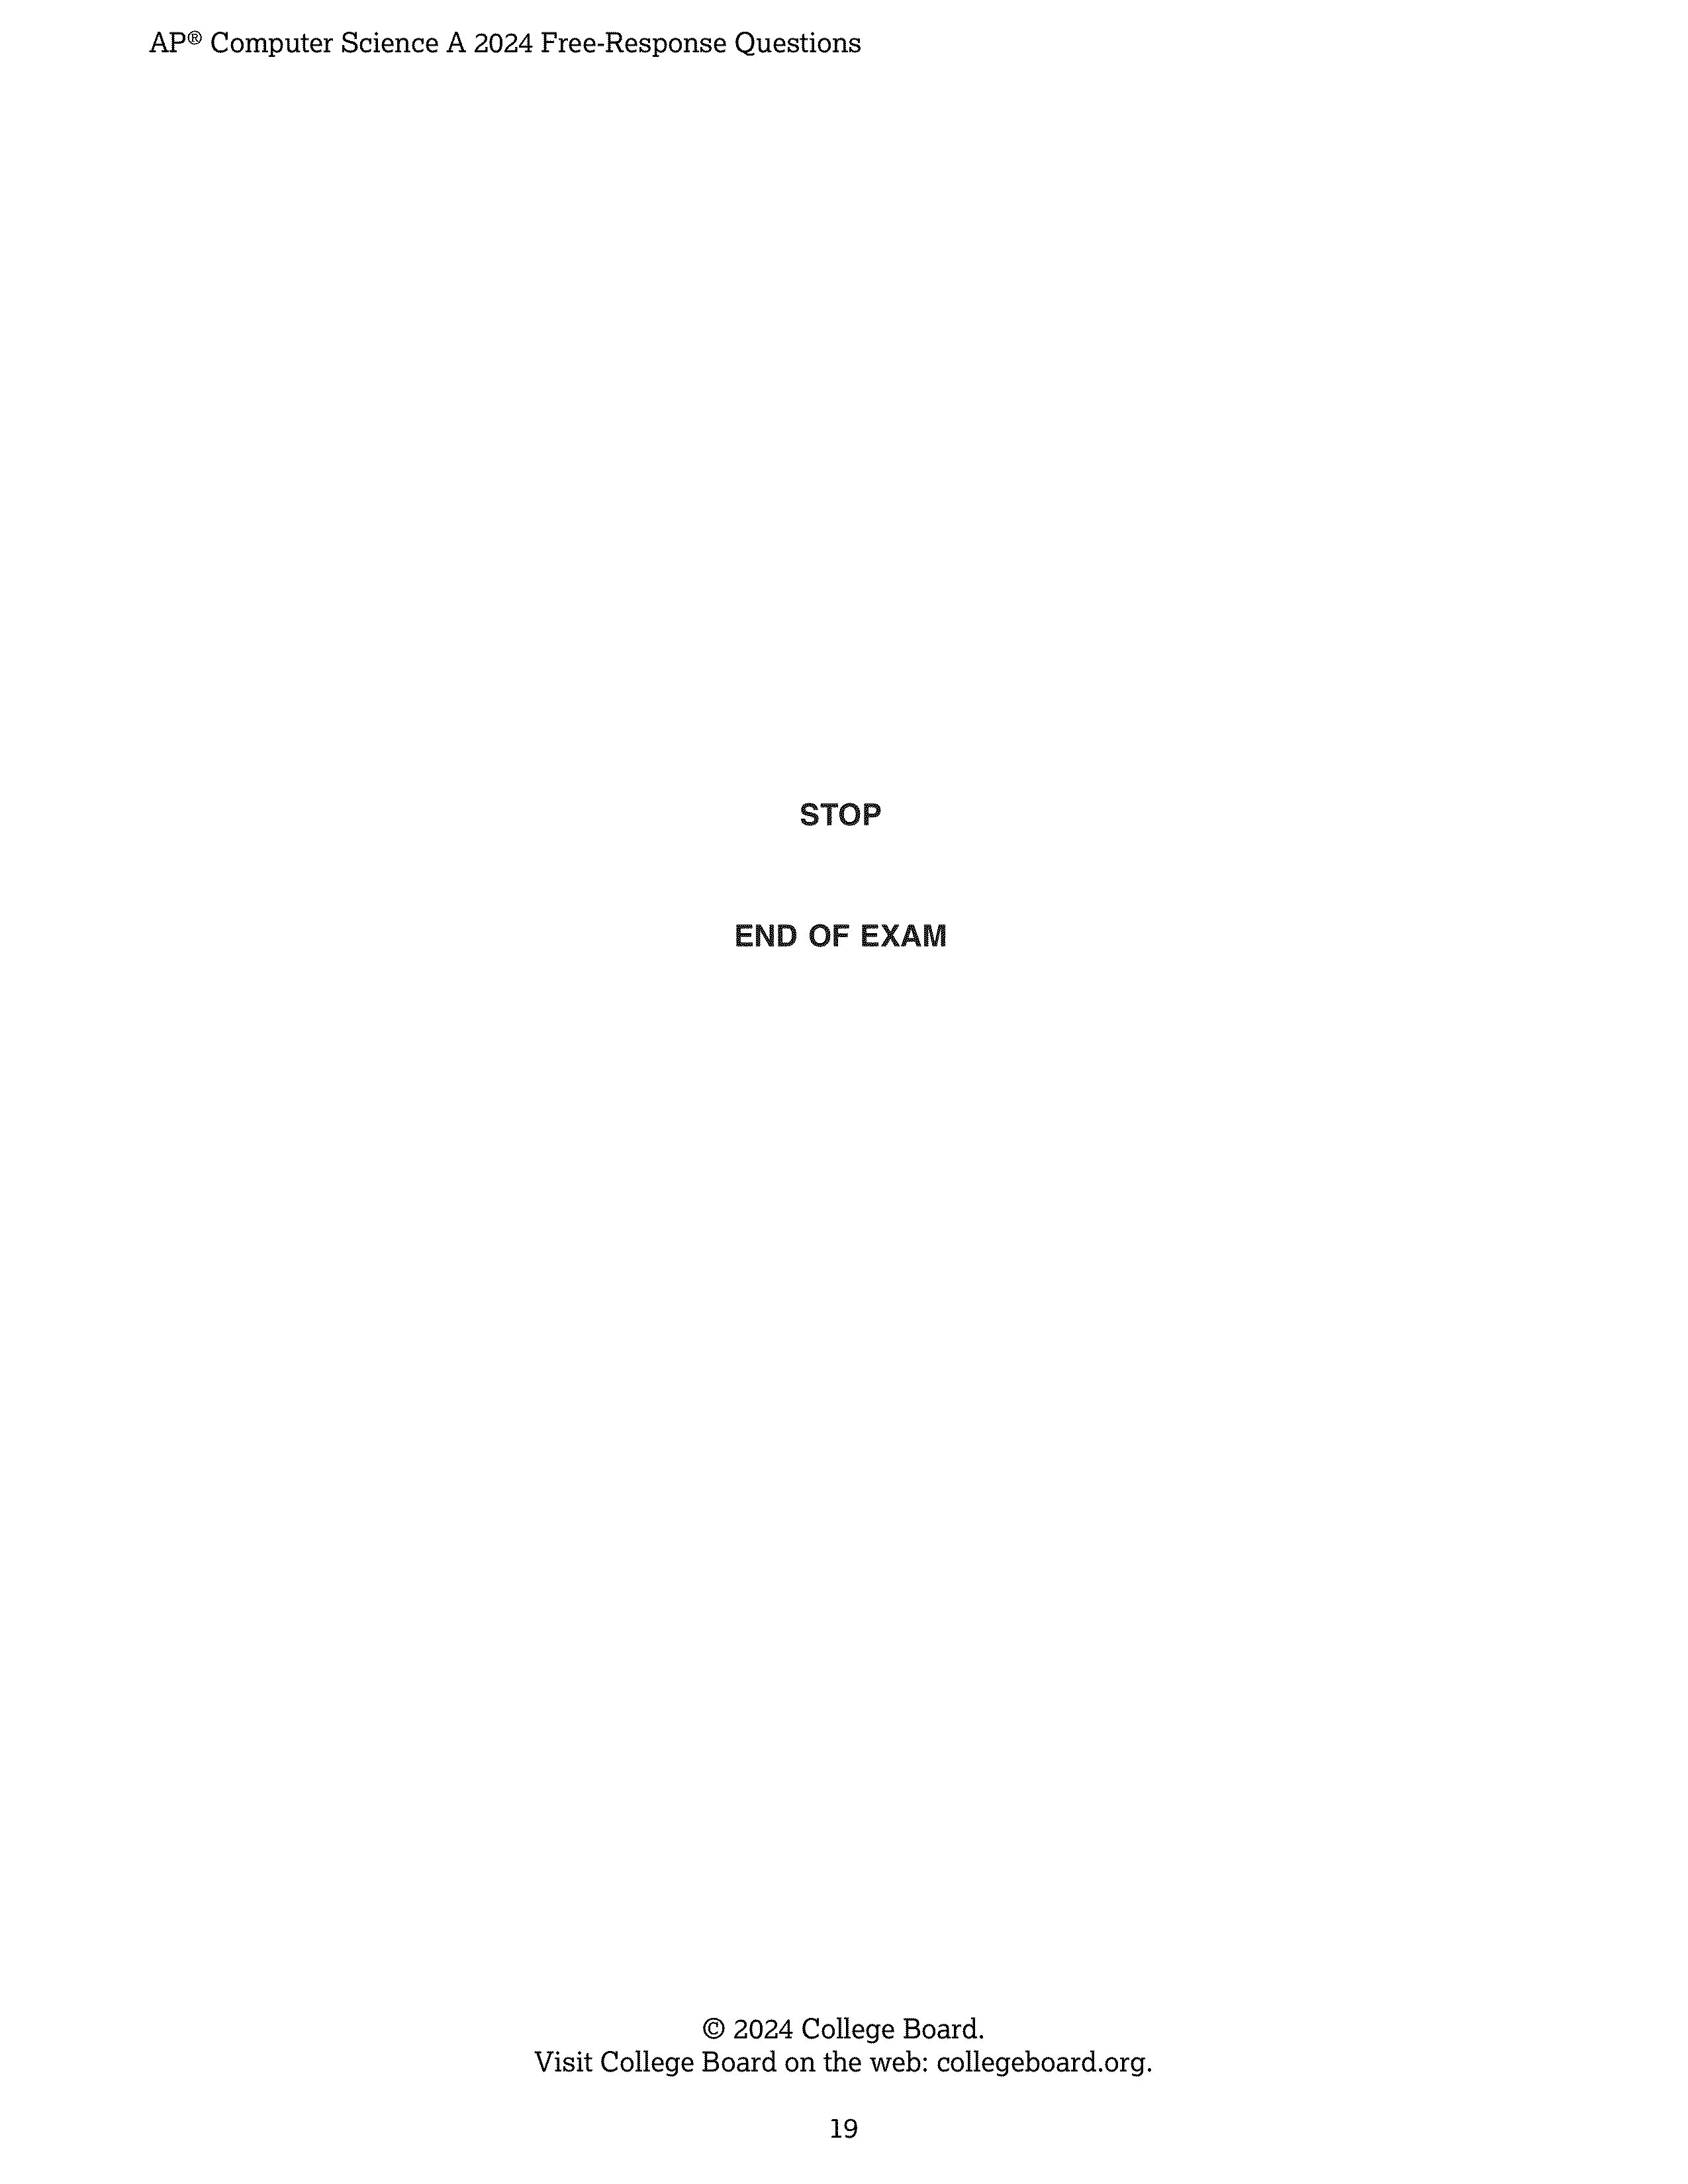 AP® Computer Science A 2024 Free-Response Questions
STOP
END OF EXAM
© 2024 College Board.
Visit College Board on the web: collegeboard.org.
19